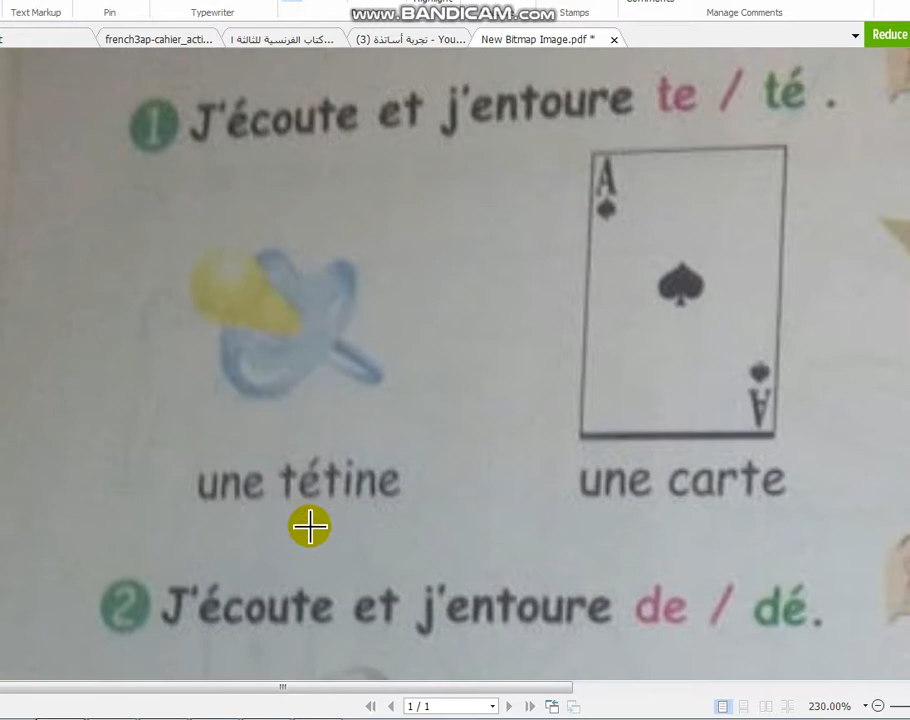 Text Markup Pin Typewriter www.BANDICAM.com Stamps Manage Comments
french3ap-cahier_acti... كتاب الفرنسية للثالثة ا... تجربة أساتذة (3) - You... New Bitmap Image.pdf * Reduce
1 J'écoute et j'entoure te / té .
A
A
une tétine une carte
2 J'écoute et j'entoure de / dé.
1 / 1 230.00%